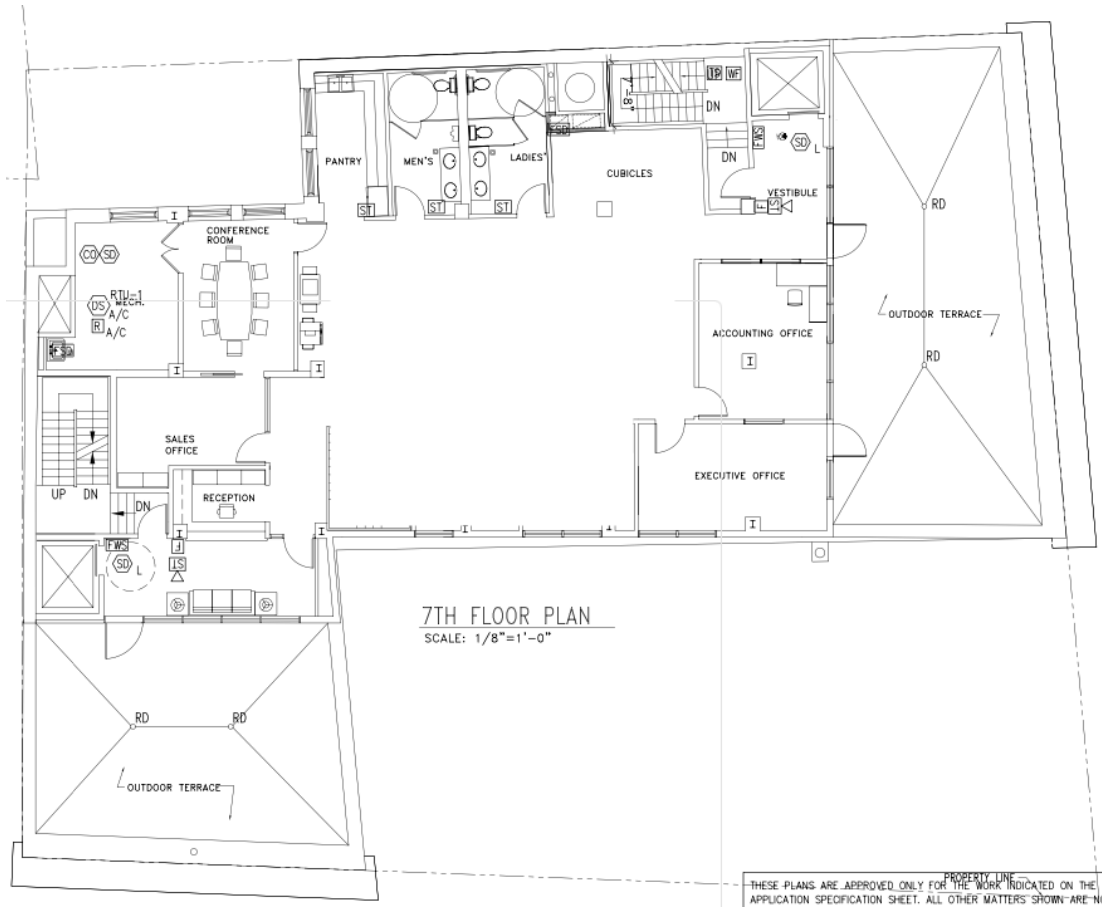 TP
WF
DN
SSD
FWS
SD
L
PANTRY
MEN'S
LADIES'
CUBICLES
DN
VESTIBULE
ST
ST
ST
F
ST
RD
I
CONFERENCE
ROOM
CO
SD
RTU-1
MECH.
DS
A/C
R
A/C
OUTDOOR TERRACE
ACCOUNTING OFFICE
I
RD
I
I
SALES
OFFICE
EXECUTIVE OFFICE
UP
DN
DN
RECEPTION
I
I
I
I
I
FWS
F
SD
L
ST
7TH FLOOR PLAN
SCALE: 1/8"=1'-0"
RD
RD
OUTDOOR TERRACE
PROPERTY LINE
THESE PLANS ARE APPROVED ONLY FOR THE WORK INDICATED ON THE
APPLICATION SPECIFICATION SHEET. ALL OTHER MATTERS SHOWN ARE